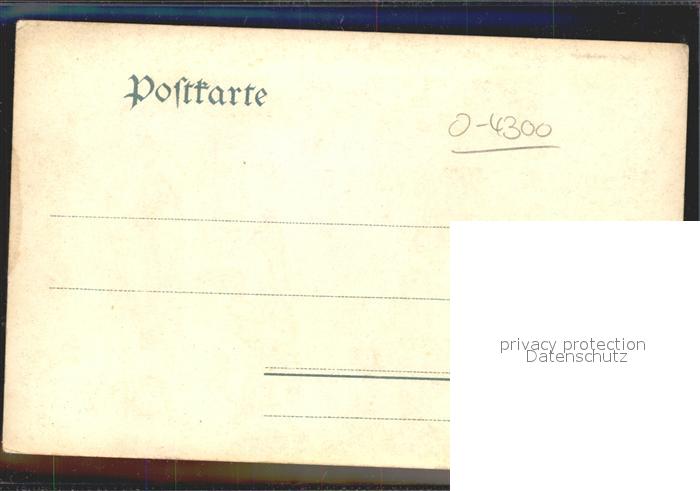 Postkarte
O-4300
privacy protection
Datenschutz